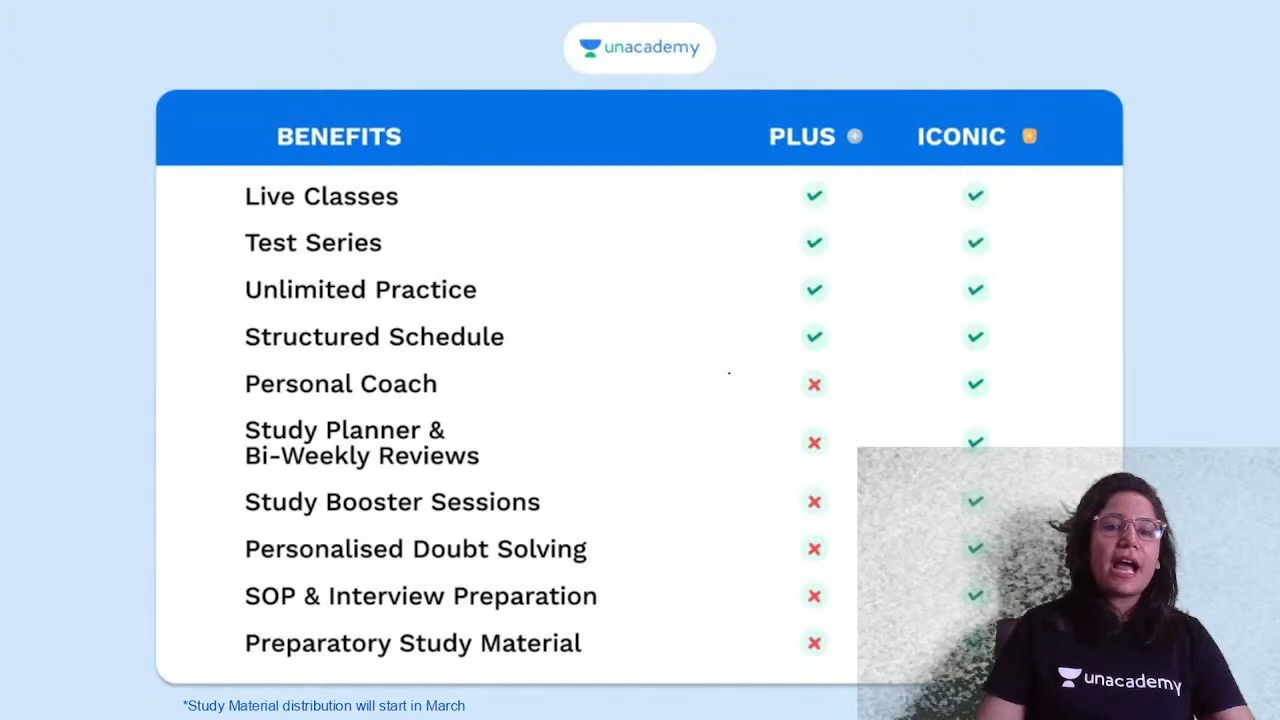 unacademy
BENEFITS PLUS ICONIC
Live Classes
Test Series
Unlimited Practice
Structured Schedule
Personal Coach
Study Planner &
Bi-Weekly Reviews
Study Booster Sessions
Personalised Doubt Solving
SOP & Interview Preparation
Preparatory Study Material
unacademy
*Study Material distribution will start in March